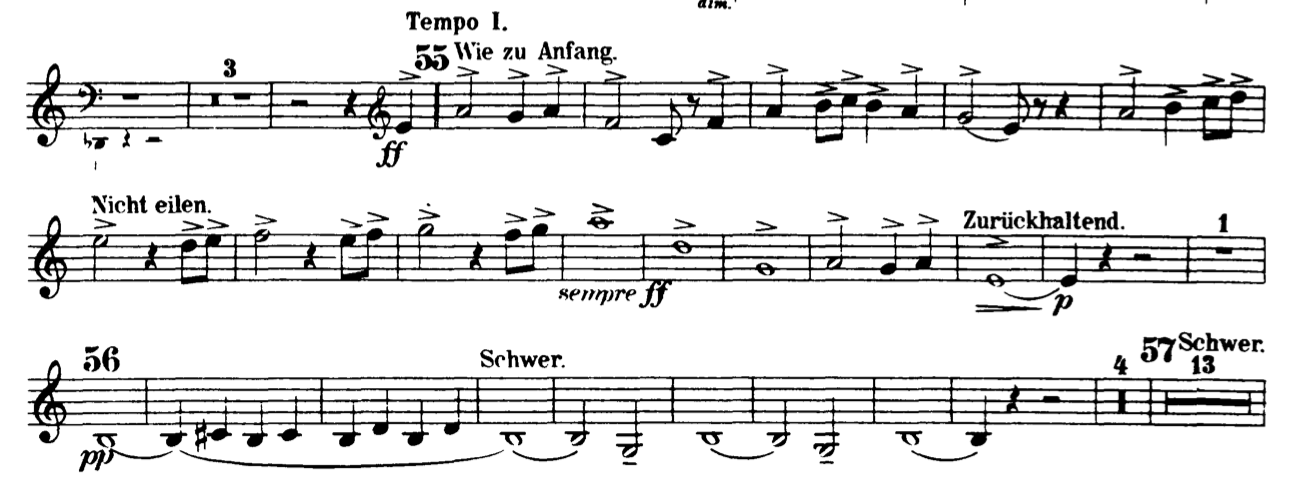 dim.
Tempo I.
55 Wie zu Anfang.
3
ff
Nicht eilen.
Zurückhaltend.
1
sempre ff
p
56
Schwer.
57 Schwer.
4
13
pp